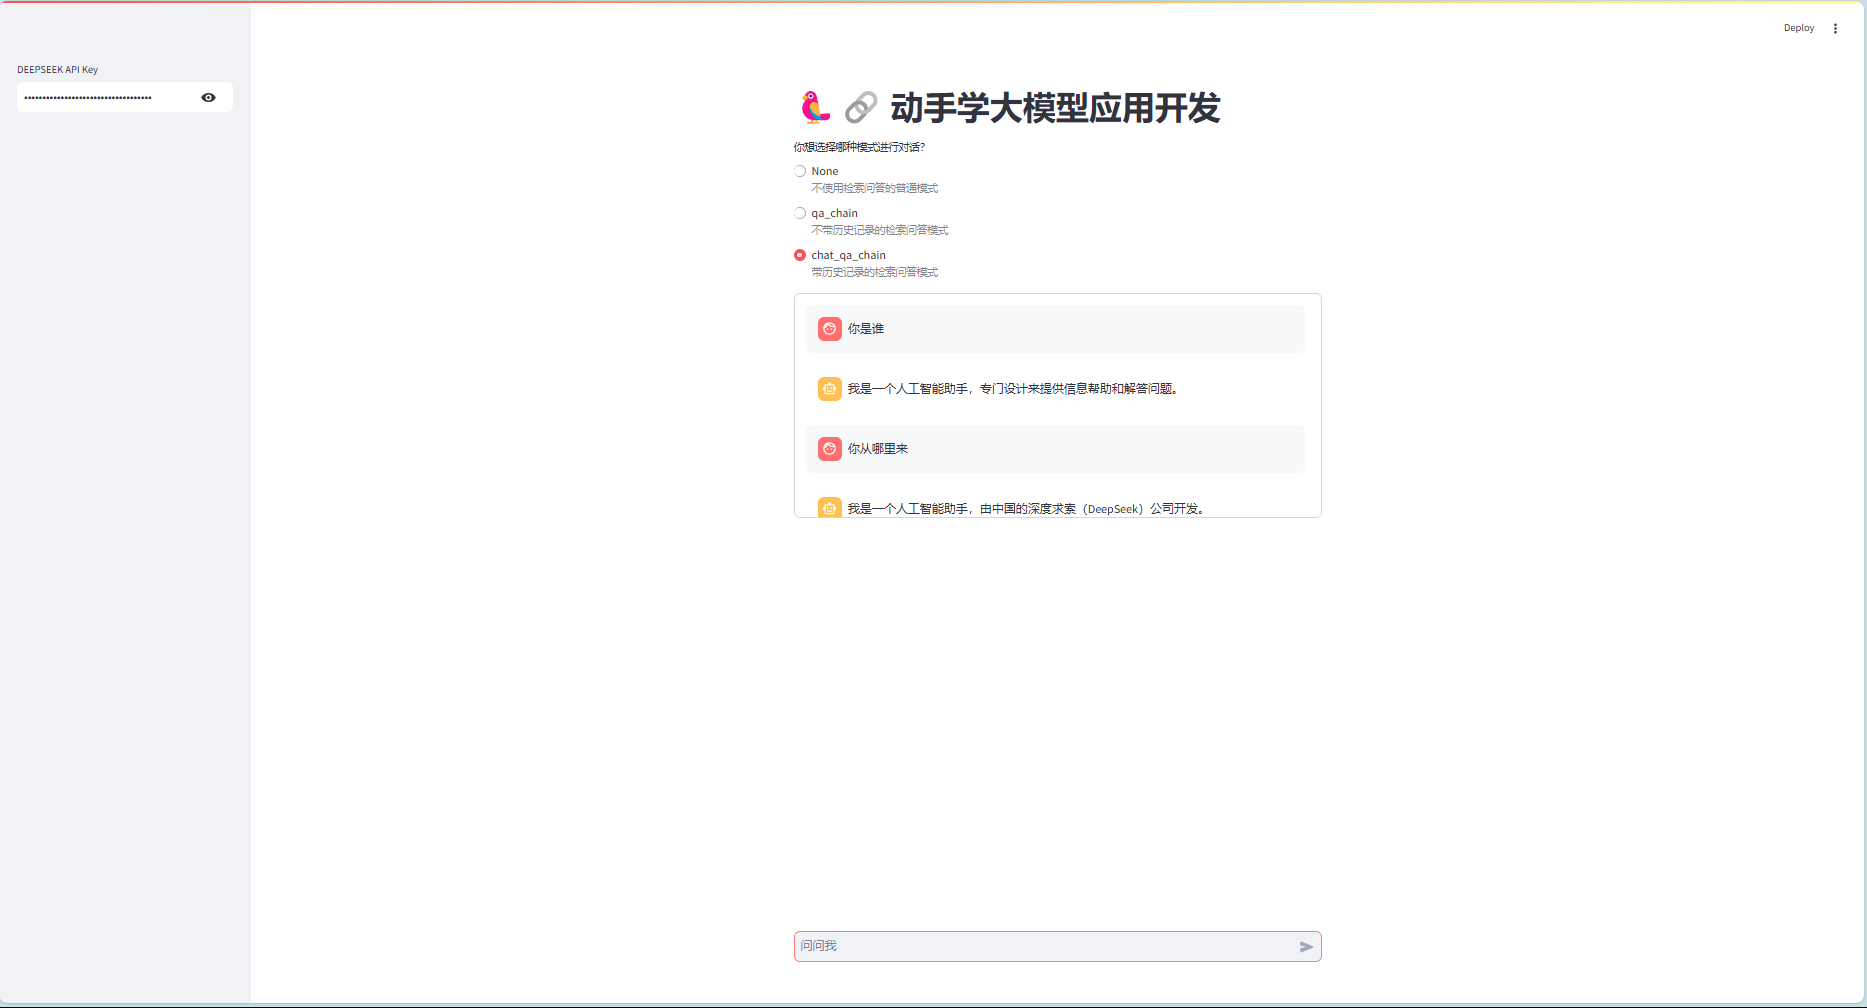 Deploy
DEEPSEEK API Key
动手学大模型应用开发
你想选择哪种模式进行对话？
None
不使用检索问答的普通模式
qa_chain
不带历史记录的检索问答模式
chat_qa_chain
带历史记录的检索问答模式
你是谁
我是一个人工智能助手，专门设计来提供信息帮助和解答问题。
你从哪里来
我是一个人工智能助手，由中国的深度求索（DeepSeek）公司开发。
问问我